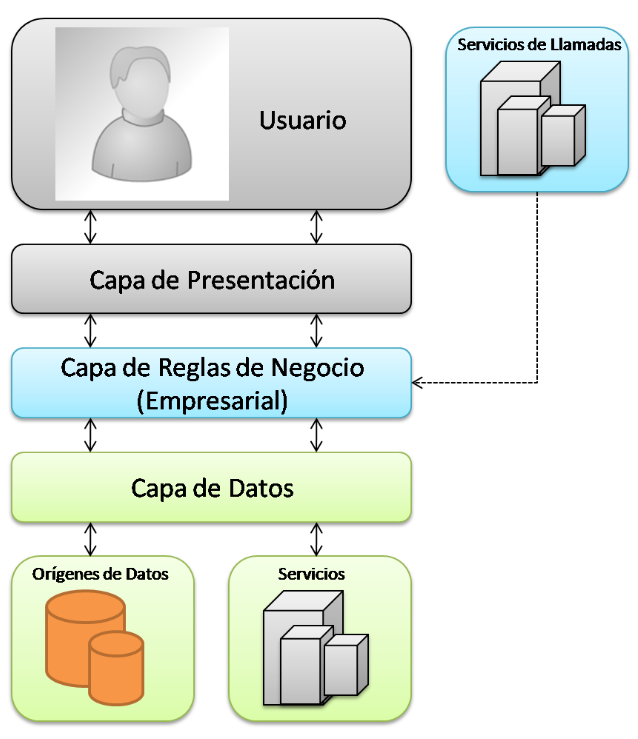 Servicios de Llamadas
Usuario
Capa de Presentación
Capa de Reglas de Negocio
(Empresarial)
Capa de Datos
Orígenes de Datos
Servicios